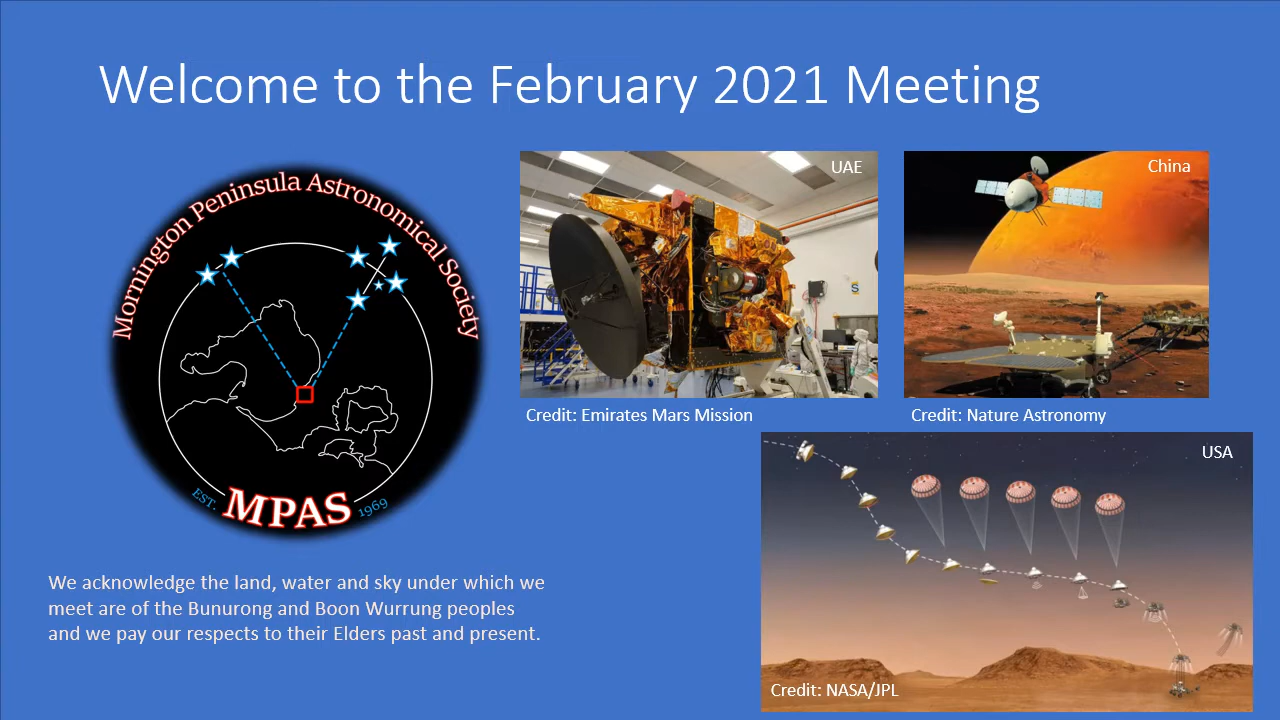 Welcome to the February 2021 Meeting
Mornington Peninsula Astronomical Society
EST.
MPAS
1969
UAE
Credit: Emirates Mars Mission
China
Credit: Nature Astronomy
USA
Credit: NASA/JPL
We acknowledge the land, water and sky under which we
meet are of the Bunurong and Boon Wurrung peoples
and we pay our respects to their Elders past and present.